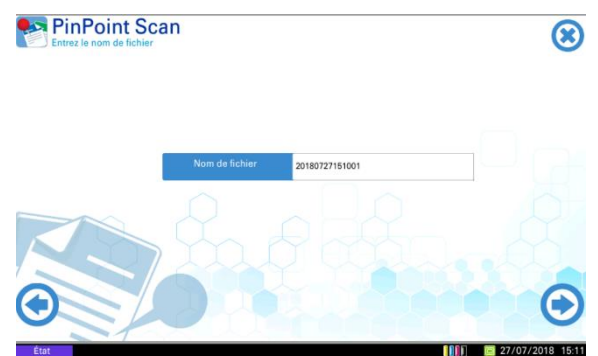 PinPoint Scan
Entrez le nom de fichier
Nom de fichier
20180727151001
État
27/07/2018 15:11